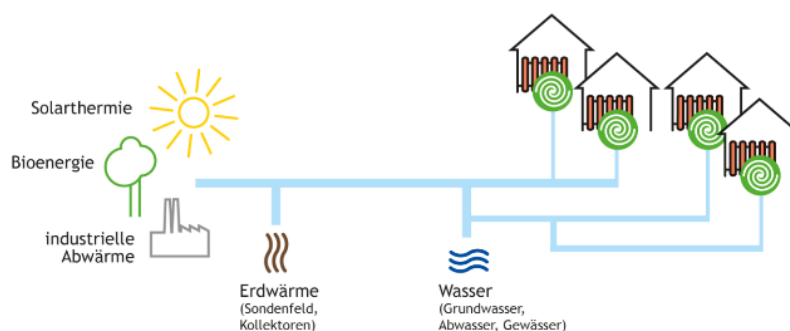 Solarthermie
Bioenergie
industrielle
Abwärme
Erdwärme
(Sondenfeld,
Kollektoren)
Wasser
(Grundwasser,
Abwasser, Gewässer)